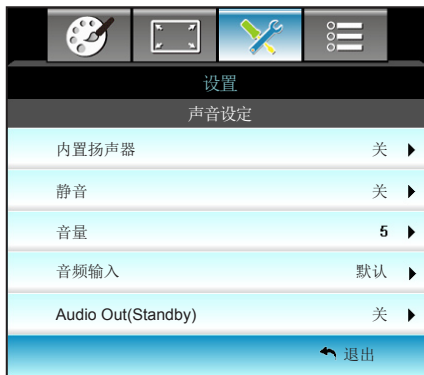 设置
声音设定
内置扬声器 关
静音 关
音量 5
音频输入 默认
Audio Out(Standby) 关
退出